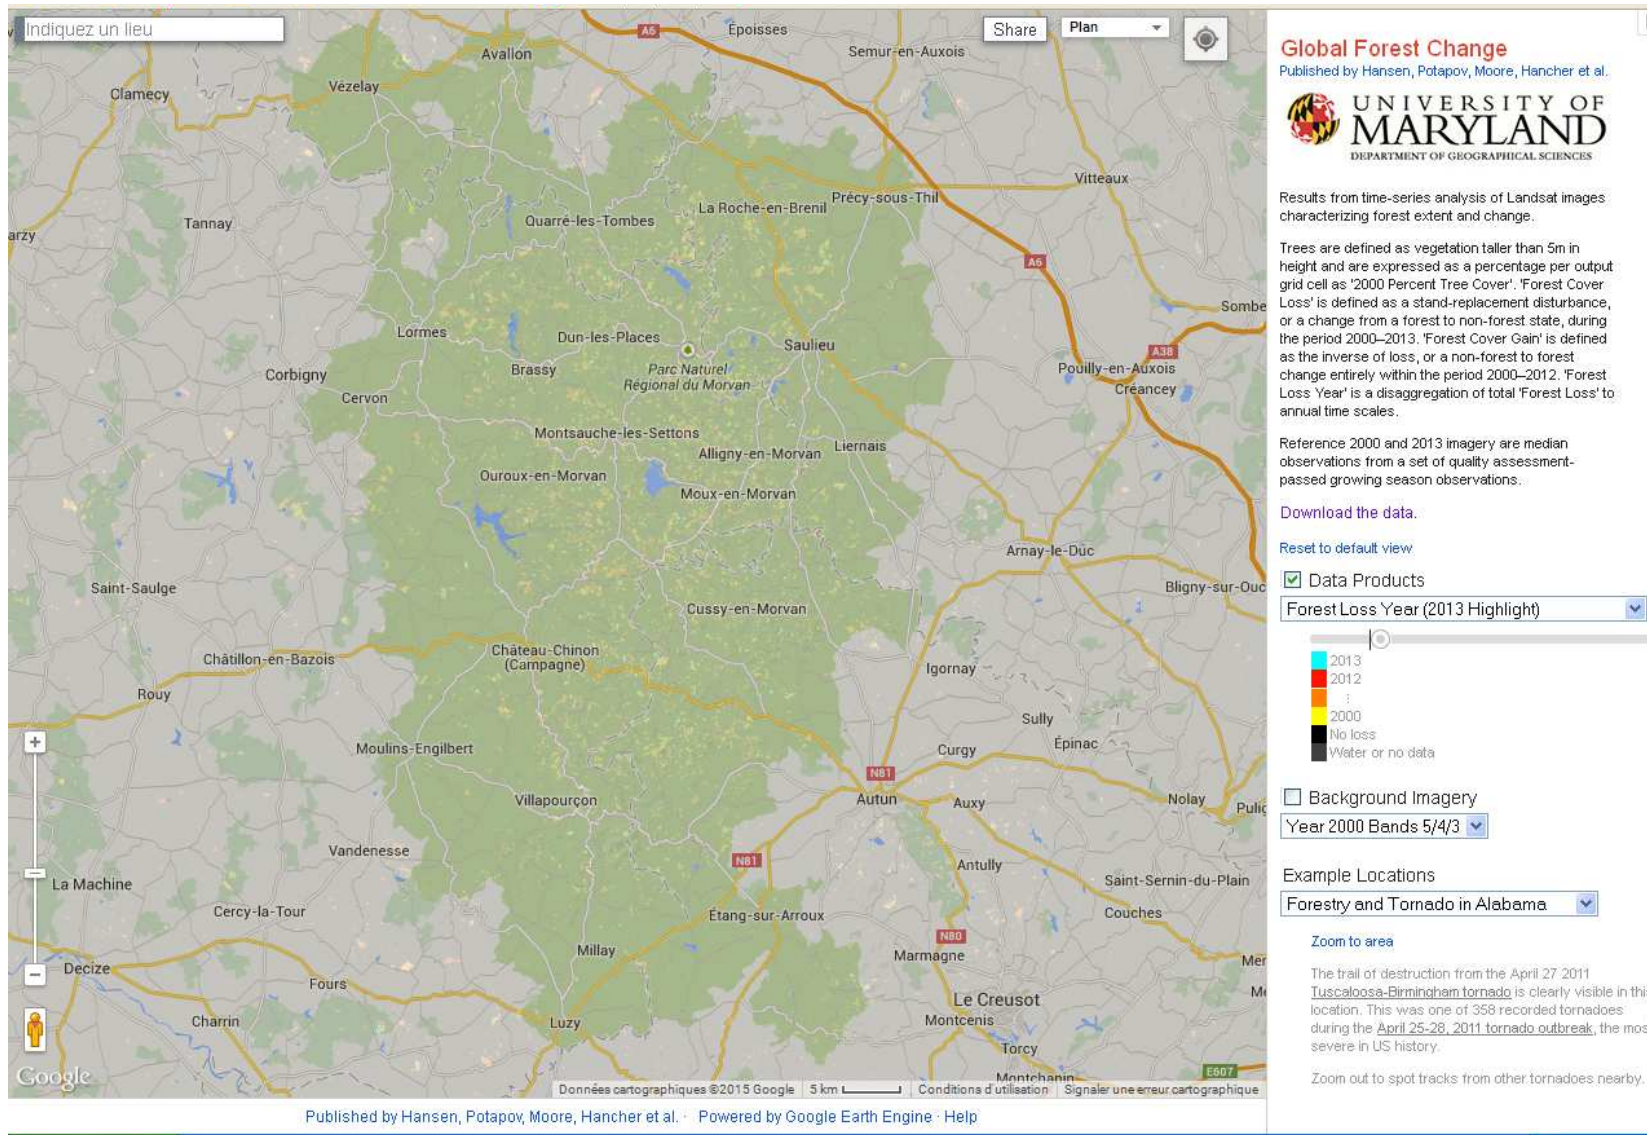 Indiquez un lieu
Share
Plan
A6
Époisses
Avallon
Semur-en-Auxois
Vézelay
Clamecy
Vitteaux
Précy-sous-Thil
La Roche-en-Brenil
Quarré-les-Tombes
Tannay
arzy
A6
Sombe
Lormes
Dun-les-Places
Saulieu
A38
Pouilly-en-Auxois
Créancey
Corbigny
Brassy
Parc Naturel
Régional du Morvan
Cervon
Montsauche-les-Settons
Alligny-en-Morvan
Liernais
Ouroux-en-Morvan
Moux-en-Morvan
Arnay-le-Duc
Saint-Saulge
Bligny-sur-Ouc
Cussy-en-Morvan
Château-Chinon
(Campagne)
Châtillon-en-Bazois
Igornay
Rouy
Sully
Épinac
Curgy
Moulins-Engilbert
N81
Autun
Auxy
Nolay
Villapourçon
Vandenesse
N81
Antully
La Machine
Saint-Sernin-du-Plain
Cercy-la-Tour
Étang-sur-Arroux
Couches
N80
Millay
Marmagne
Mer
Decize
Fours
Le Creusot
Charrin
Luzy
Montcenis
Torcy
Montchanin
E607
Google
Données cartographiques ©2015 Google
5 km
Conditions d'utilisation
Signaler une erreur cartographique
Published by Hansen, Potapov, Moore, Hancher et al. · Powered by Google Earth Engine · Help
Global Forest Change
Published by Hansen, Potapov, Moore, Hancher et al.
UNIVERSITY OF
MARYLAND
DEPARTMENT OF GEOGRAPHICAL SCIENCES
Results from time-series analysis of Landsat images
characterizing forest extent and change.
Trees are defined as vegetation taller than 5m in
height and are expressed as a percentage per output
grid cell as '2000 Percent Tree Cover'. 'Forest Cover
Loss' is defined as a stand-replacement disturbance,
or a change from a forest to non-forest state, during
the period 2000–2013. 'Forest Cover Gain' is defined
as the inverse of loss, or a non-forest to forest
change entirely within the period 2000–2012. 'Forest
Loss Year' is a disaggregation of total 'Forest Loss' to
annual time scales.
Reference 2000 and 2013 imagery are median
observations from a set of quality assessment-
passed growing season observations.
Download the data.
Reset to default view
Data Products
Forest Loss Year (2013 Highlight)
2013
2012
⋮
2000
No loss
Water or no data
Background Imagery
Year 2000 Bands 5/4/3
Example Locations
Forestry and Tornado in Alabama
Zoom to area
The trail of destruction from the April 27 2011
Tuscaloosa-Birmingham tornado is clearly visible in this
location. This was one of 358 recorded tornadoes
during the April 25-28, 2011 tornado outbreak, the mos
severe in US history.
Zoom out to spot tracks from other tornadoes nearby.